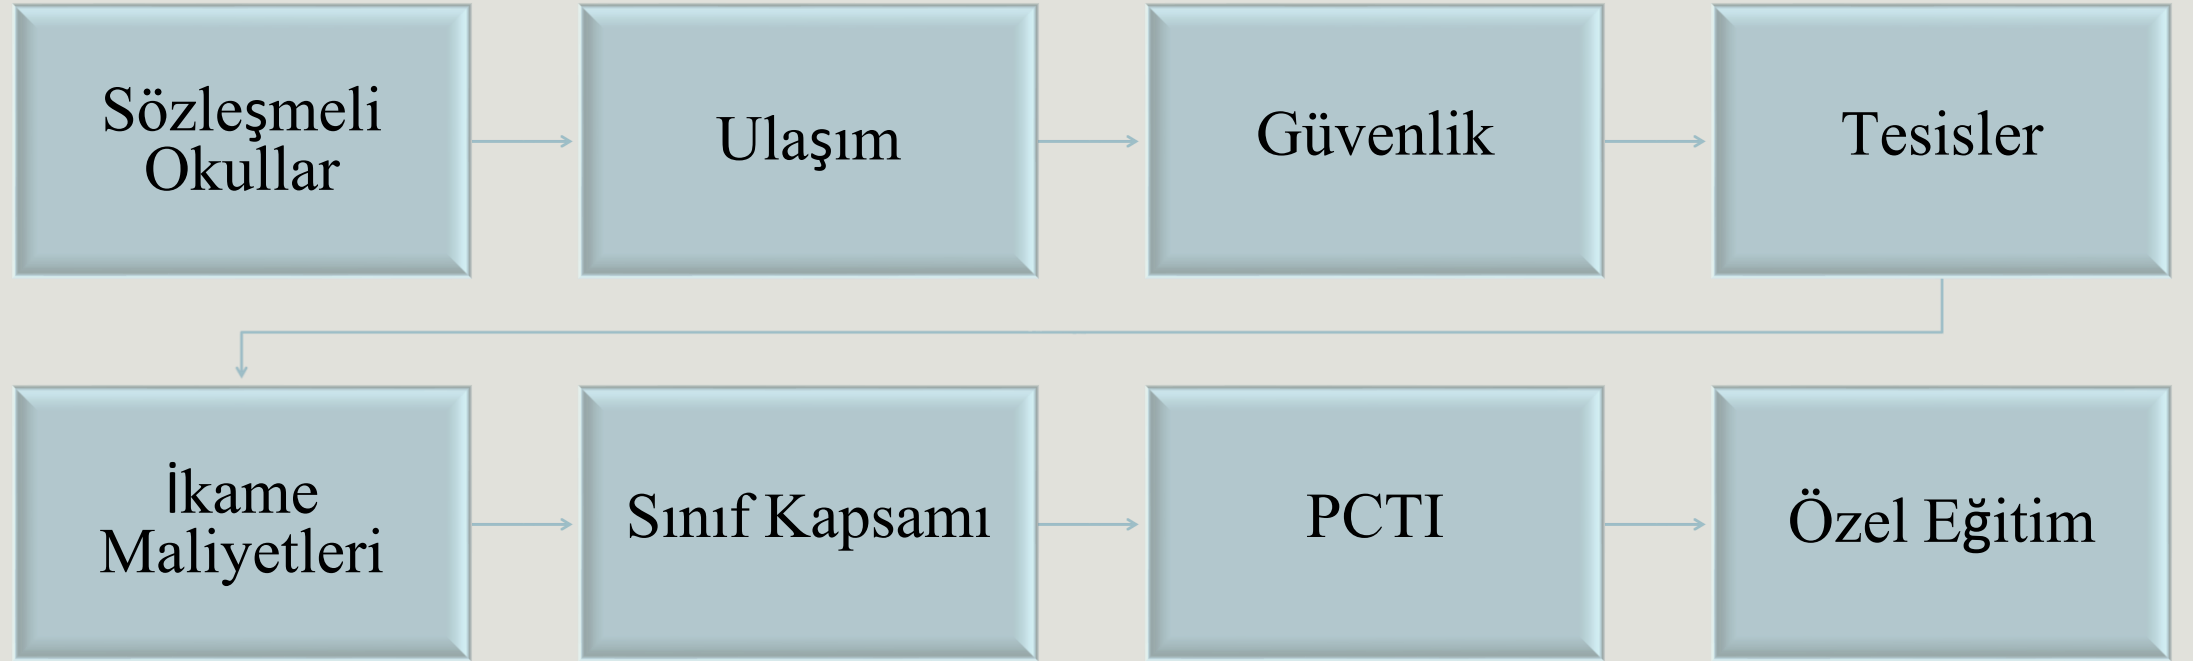 Sözleşmeli
Okullar
Ulaşım
Güvenlik
Tesisler
İkame
Maliyetleri
Sınıf Kapsamı
PCTI
Özel Eğitim